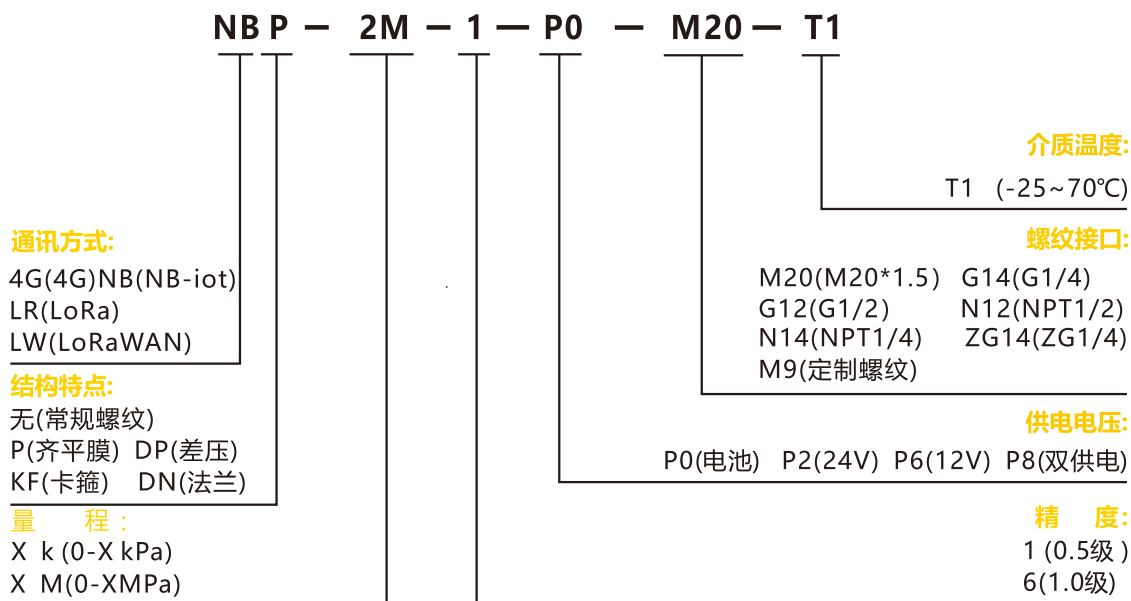 NB P - 2M - 1 - P0 - M20 - T1
介质温度:
T1 (-25~70℃)
通讯方式:
4G(4G)NB(NB-iot)
LR(LoRa)
LW(LoRaWAN)
螺纹接口:
M20(M20*1.5) G14(G1/4)
G12(G1/2) N12(NPT1/2)
N14(NPT1/4) ZG14(ZG1/4)
M9(定制螺纹)
结构特点:
无(常规螺纹)
P(齐平膜) DP(差压)
KF(卡箍) DN(法兰)
供电电压:
P0(电池) P2(24V) P6(12V) P8(双供电)
量 程:
X k (0-X kPa)
X M(0-XMPa)
精 度:
1 (0.5级 )
6(1.0级)